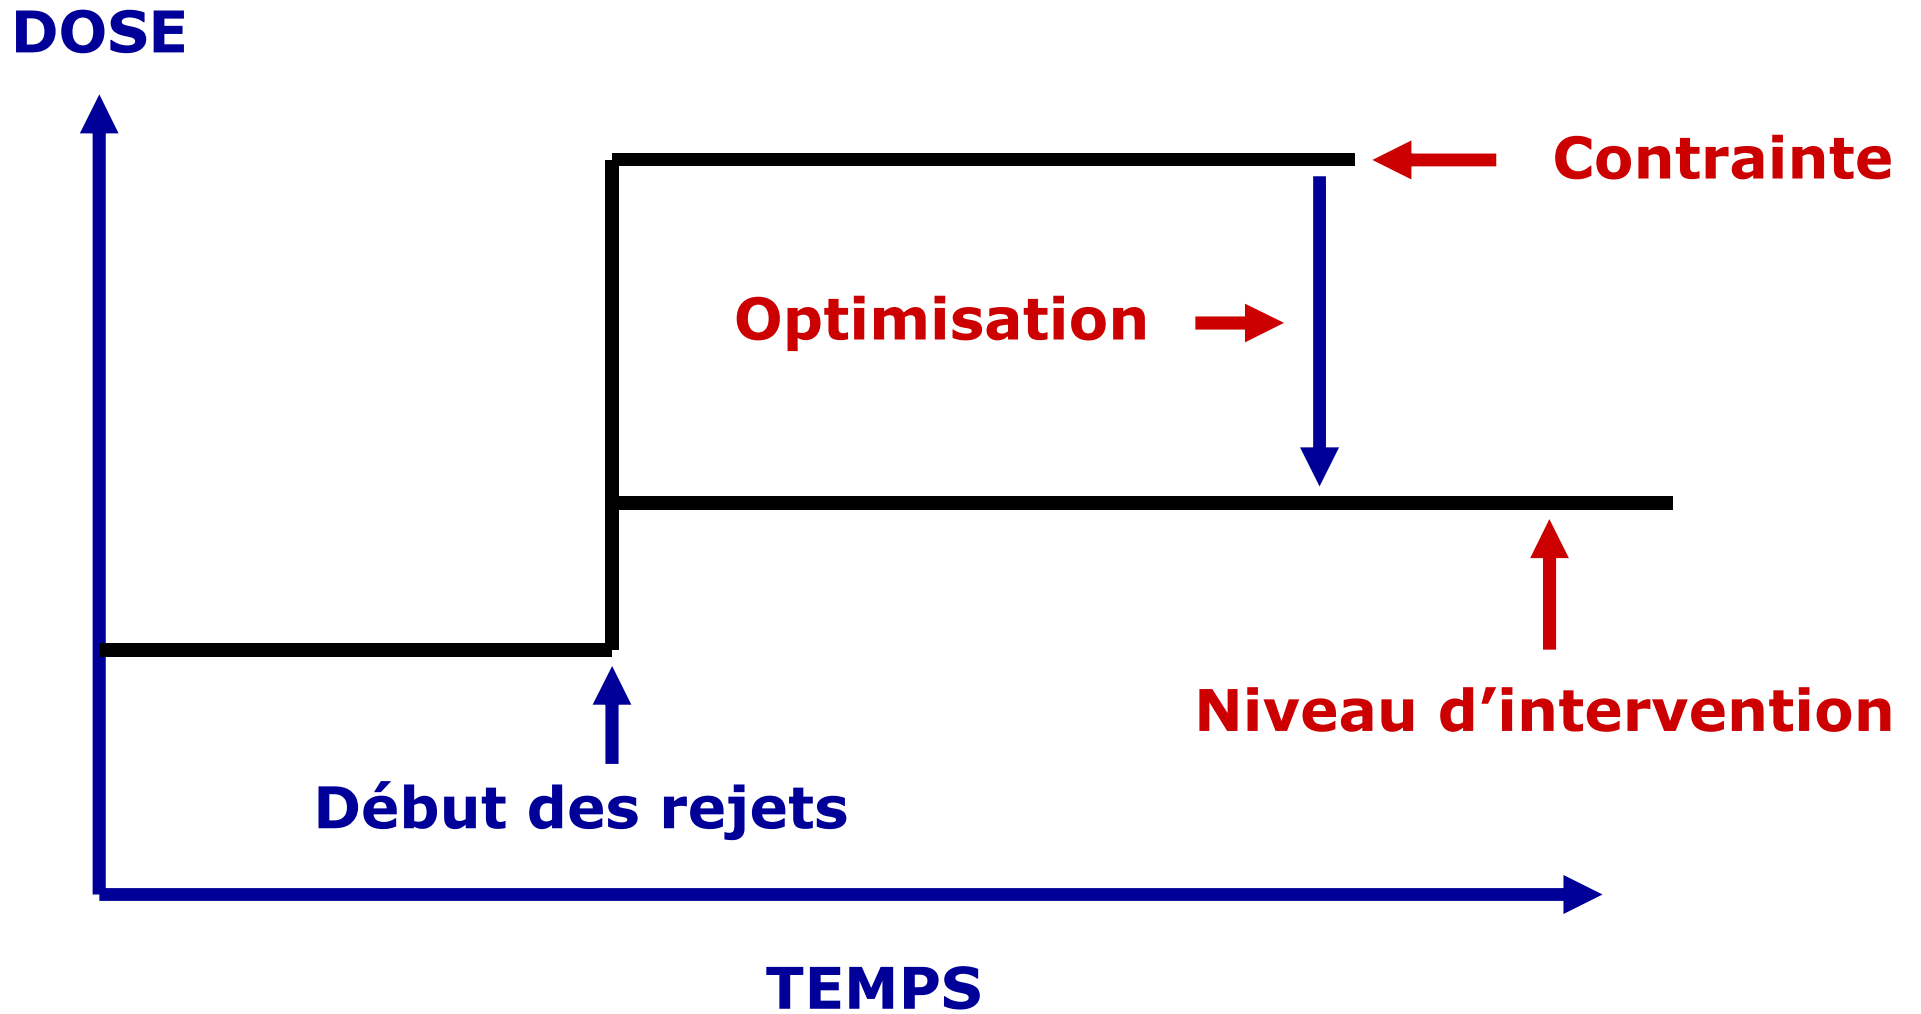 DOSE
Contrainte
Optimisation
Niveau d’intervention
Début des rejets
TEMPS